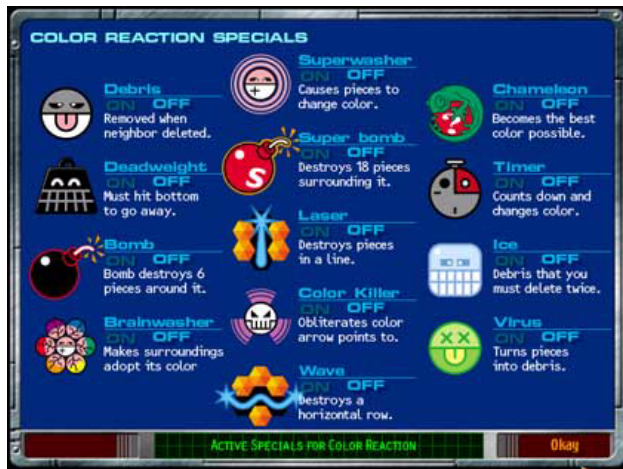 COLOR REACTION SPECIALS
Debris
ON OFF
Removed when
neighbor deleted.
Deadweight
ON OFF
Must hit bottom
to go away.
Bomb
ON OFF
Bomb destroys 6
pieces around it.
Brainwasher
ON OFF
Makes surroundings
adopt its color
Superwasher
ON OFF
Causes pieces to
change color.
Super bomb
ON OFF
Destroys 18 pieces
surrounding it.
S
Laser
ON OFF
Destroys pieces
in a line.
Color Killer
ON OFF
Obliterates color
arrow points to.
Wave
ON OFF
Destroys a
horizontal row.
Chameleon
ON OFF
Becomes the best
color possible.
Timer
ON OFF
Counts down and
changes color.
Ice
ON OFF
Debris that you
must delete twice.
Virus
ON OFF
Turns pieces
into debris.
ACTIVE SPECIALS FOR COLOR REACTION
Okay